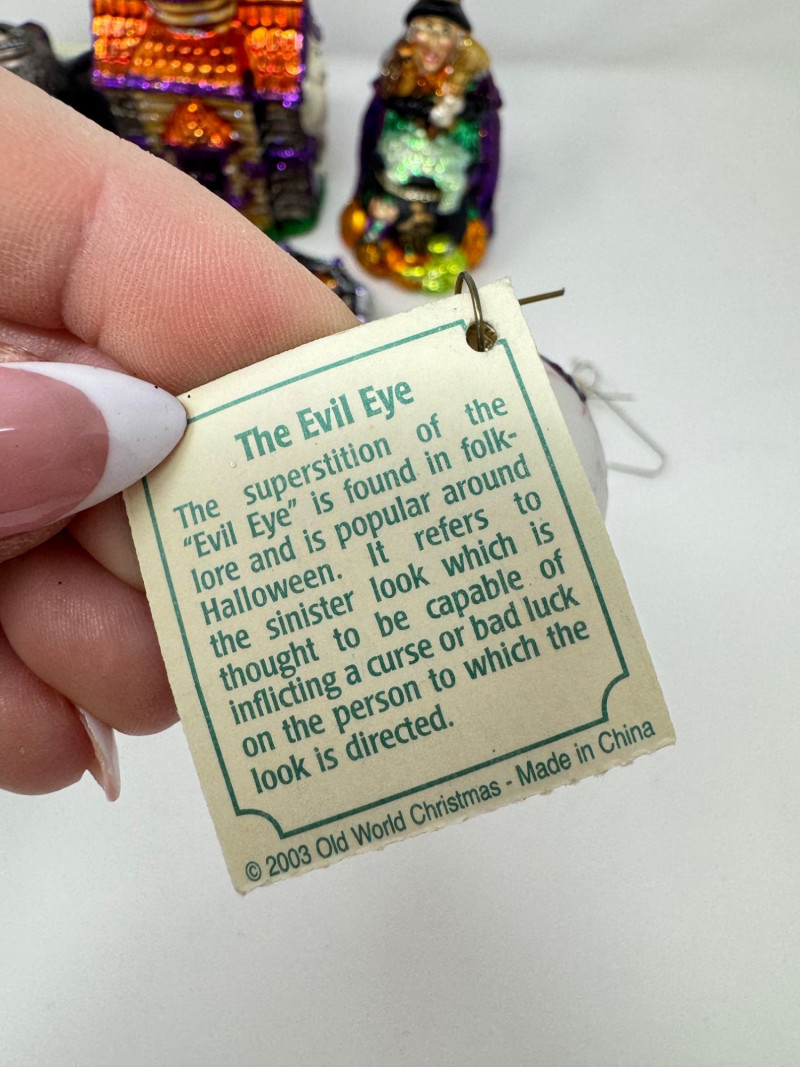 The Evil Eye
The superstition of the
“Evil Eye” is found in folk-
lore and is popular around
Halloween. It refers to
the sinister look which is
thought to be capable of
inflicting a curse or bad luck
on the person to which the
look is directed.
© 2003 Old World Christmas - Made in China